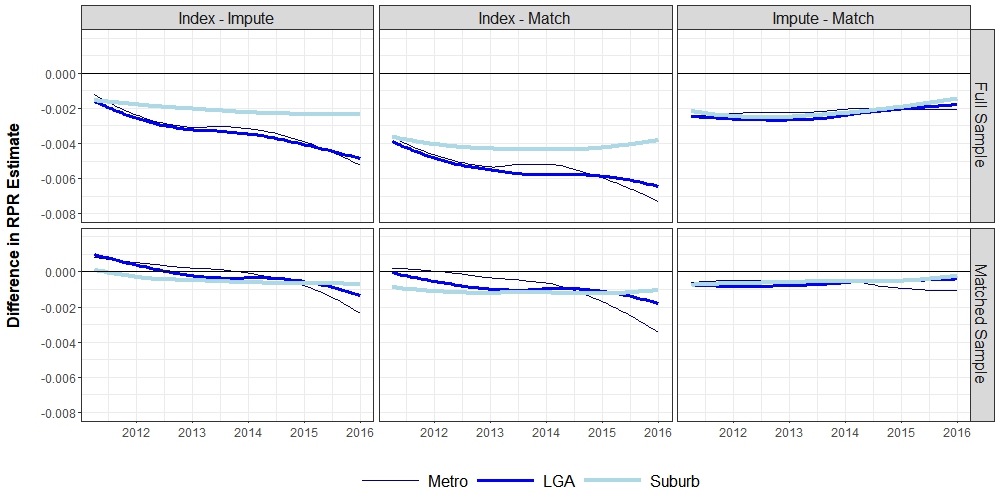 Index - Impute
Index - Match
Impute - Match
Difference in RPR Estimate
0.000
-0.002
-0.004
-0.006
-0.008
Full Sample
0.000
-0.002
-0.004
-0.006
-0.008
Matched Sample
2012 2013 2014 2015 2016
2012 2013 2014 2015 2016
2012 2013 2014 2015 2016
Metro LGA Suburb